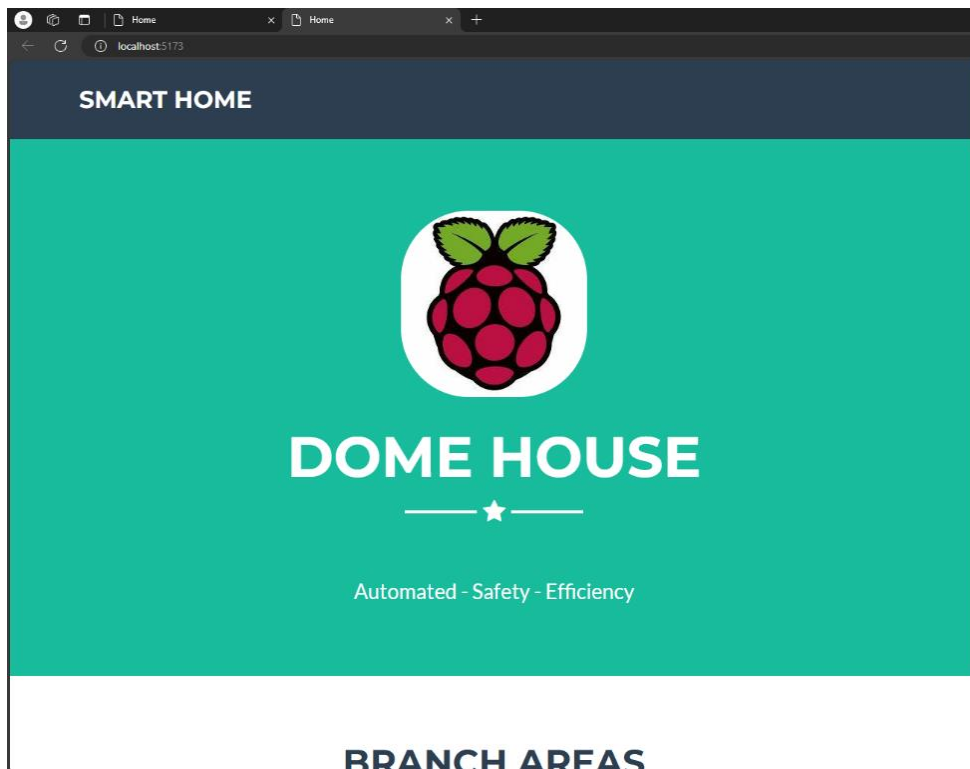 Home
Home
localhost:5173
SMART HOME
DOME HOUSE
Automated - Safety - Efficiency
BRANCH AREAS